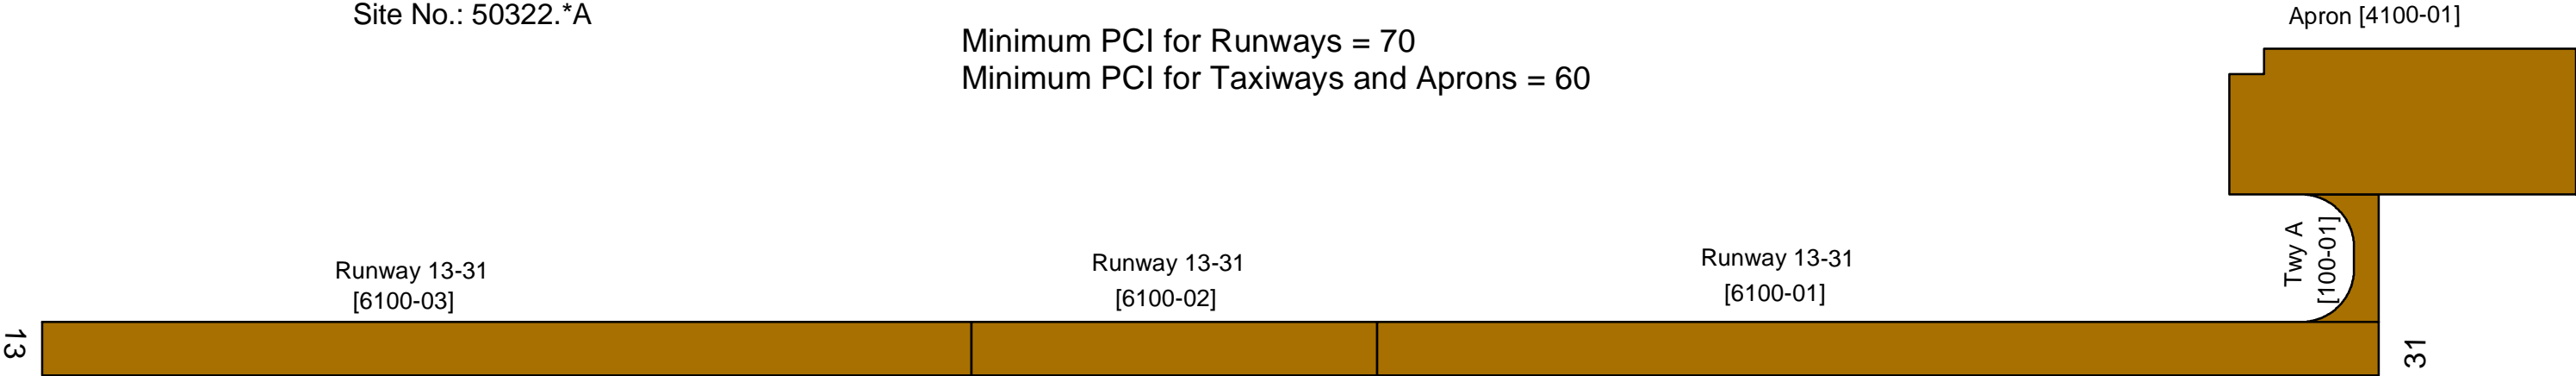 Site No.: 50322.*A
Apron [4100-01]
Minimum PCI for Runways = 70
Minimum PCI for Taxiways and Aprons = 60
Twy A
[100-01]
Runway 13-31
[6100-03]
Runway 13-31
[6100-02]
Runway 13-31
[6100-01]
13
31